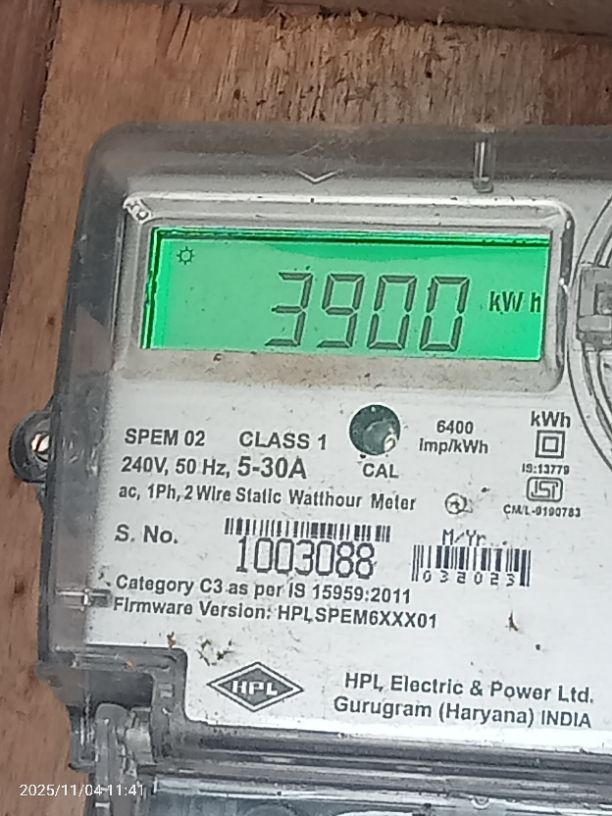 3900 kWh
SPEM 02 CLASS 1
240V, 50 Hz, 5-30A
CAL
6400
Imp/kWh
kWh
IS:13779
ISI
CM/L-9190783
ac, 1Ph, 2 Wire Static Watthour Meter
S. No.
1003088
M/Yr.
032023
Category C3 as per IS 15959:2011
Firmware Version: HPLSPEM6XXX01
HPL
HPL Electric & Power Ltd.
Gurugram (Haryana) INDIA
2025/11/04 11:41